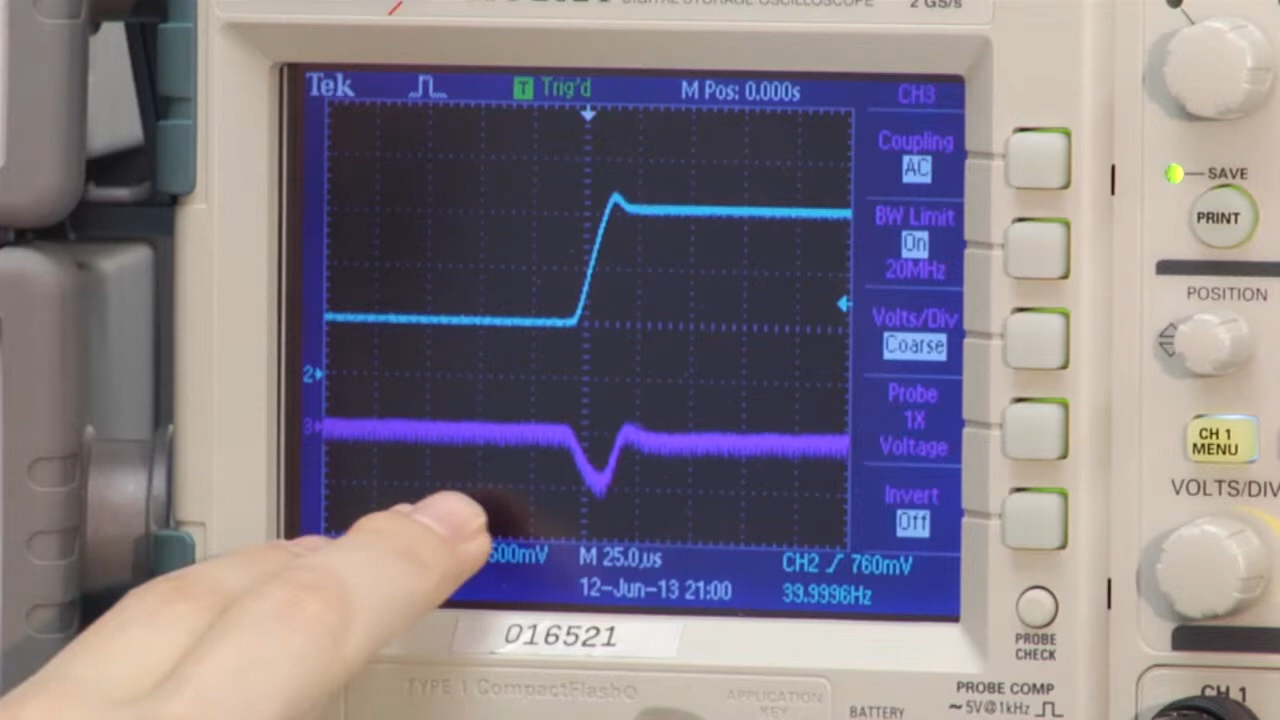 DIGITAL STORAGE OSCILLOSCOPE
2 GS/s
Tek
T Trig'd
M Pos: 0.000s
CH3
Coupling
AC
BW Limit
On
20MHz
Volts/Div
Coarse
Probe
1X
Voltage
Invert
Off
2
3
500mV
M 25.0µs
CH2
760mV
12-Jun-13 21:00
39.9996Hz
016521
TYPE 1 CompactFlash®
APPLICATION
KEY
BATTERY
PROBE
CHECK
PROBE COMP
~5V@1kHz
SAVE
PRINT
POSITION
CH 1
MENU
VOLTS/DIV
CH 1